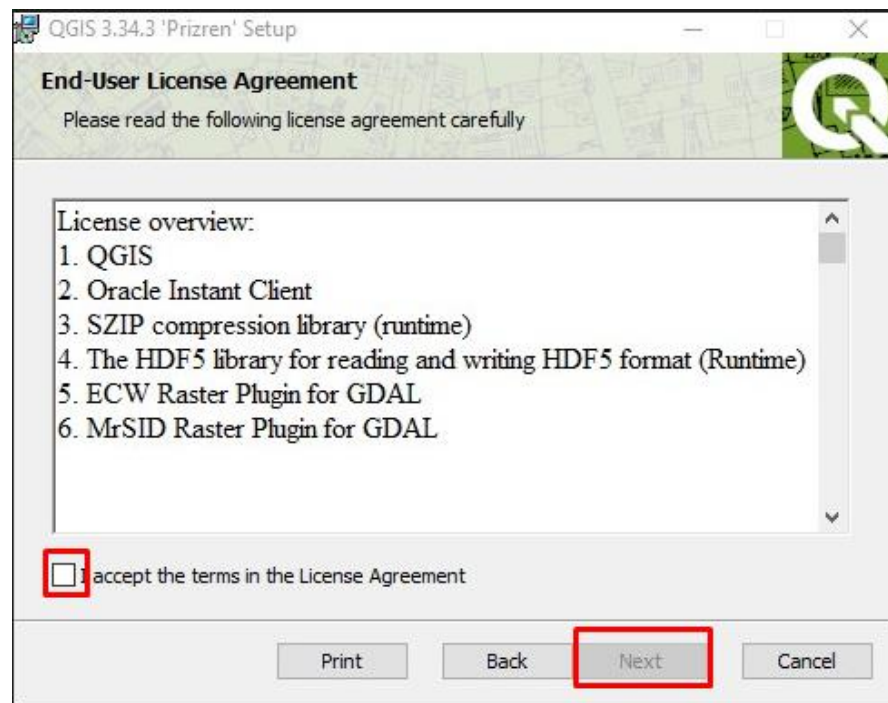 QGIS 3.34.3 'Prizren' Setup
End-User License Agreement
Please read the following license agreement carefully
License overview:
1. QGIS
2. Oracle Instant Client
3. SZIP compression library (runtime)
4. The HDF5 library for reading and writing HDF5 format (Runtime)
5. ECW Raster Plugin for GDAL
6. MrSID Raster Plugin for GDAL
I accept the terms in the License Agreement
Print Back Next Cancel